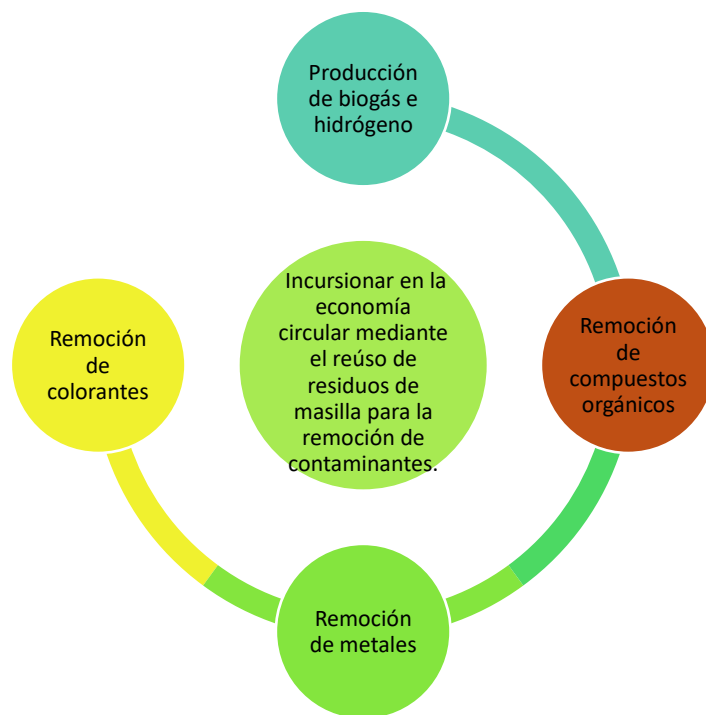 Producción
de biogás e
hidrógeno
Incursionar en la
economía
circular mediante
el reúso de
residuos de
masilla para la
remoción de
contaminantes.
Remoción
de
colorantes
Remoción
de
compuestos
orgánicos
Remoción
de metales